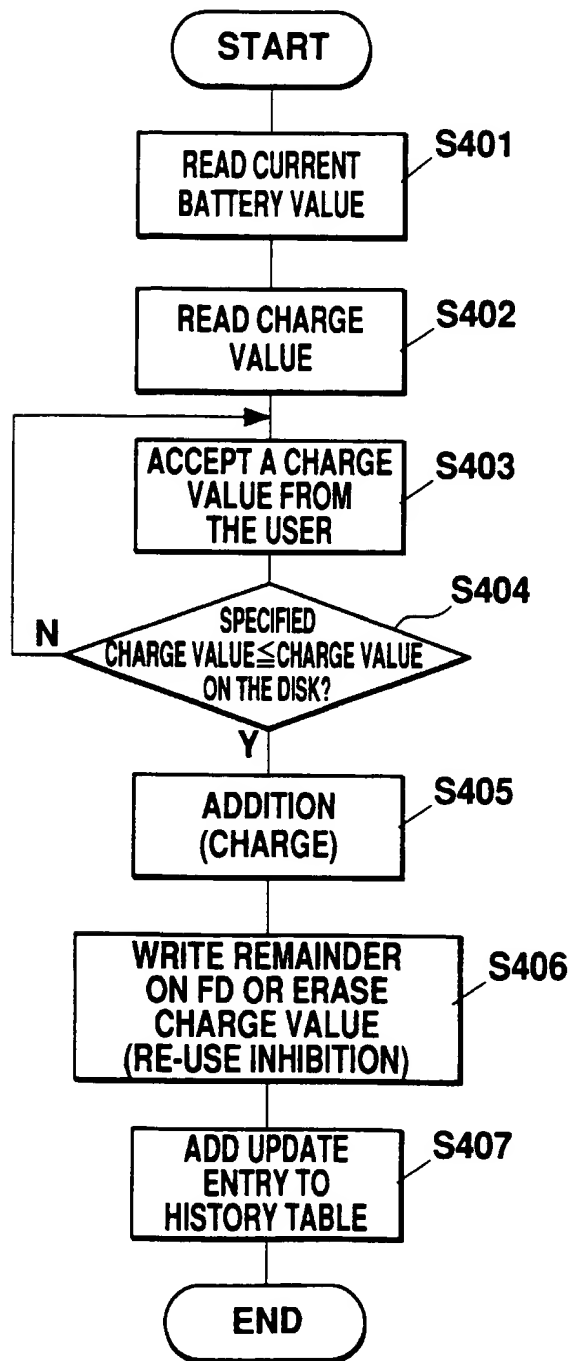 START
S401
READ CURRENT
BATTERY VALUE
S402
READ CHARGE
VALUE
S403
ACCEPT A CHARGE
VALUE FROM
THE USER
S404
N
SPECIFIED
CHARGE VALUE≦CHARGE VALUE
ON THE DISK?
Y
S405
ADDITION
(CHARGE)
S406
WRITE REMAINDER
ON FD OR ERASE
CHARGE VALUE
(RE-USE INHIBITION)
S407
ADD UPDATE
ENTRY TO
HISTORY TABLE
END